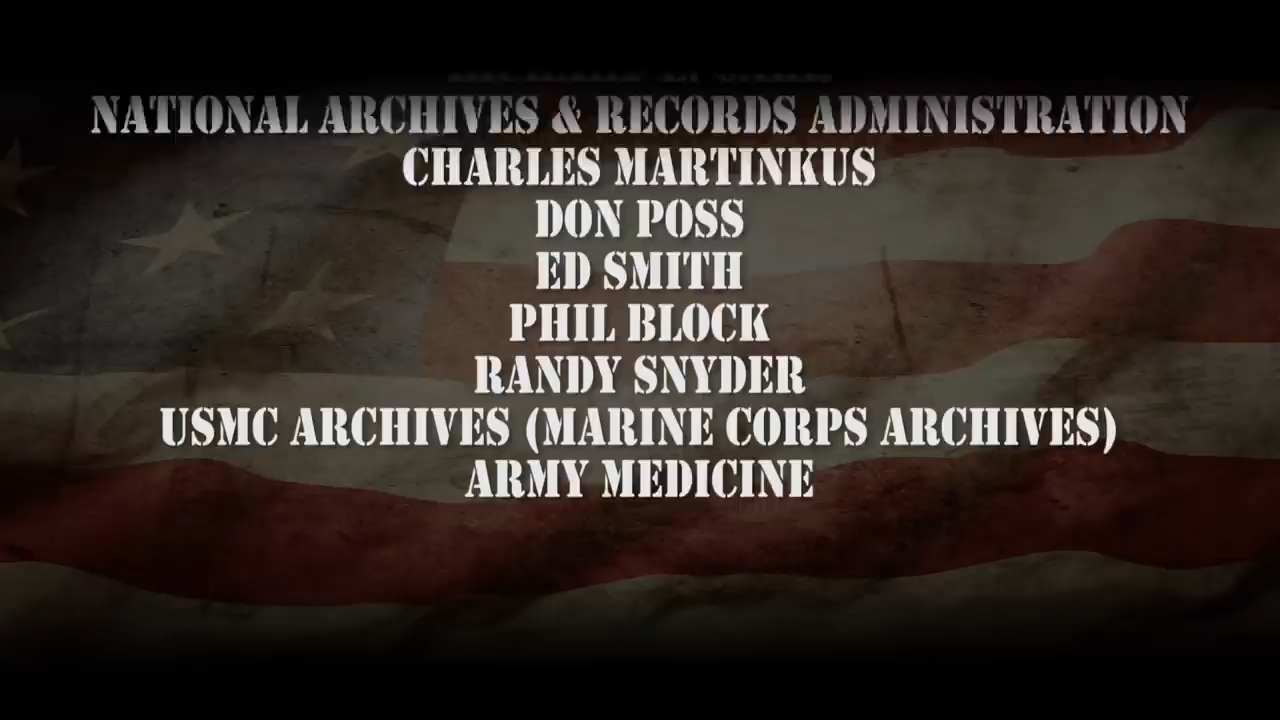 NATIONAL ARCHIVES & RECORDS ADMINISTRATION
CHARLES MARTINKUS
DON POSS
ED SMITH
PHIL BLOCK
RANDY SNYDER
USMC ARCHIVES (MARINE CORPS ARCHIVES)
ARMY MEDICINE